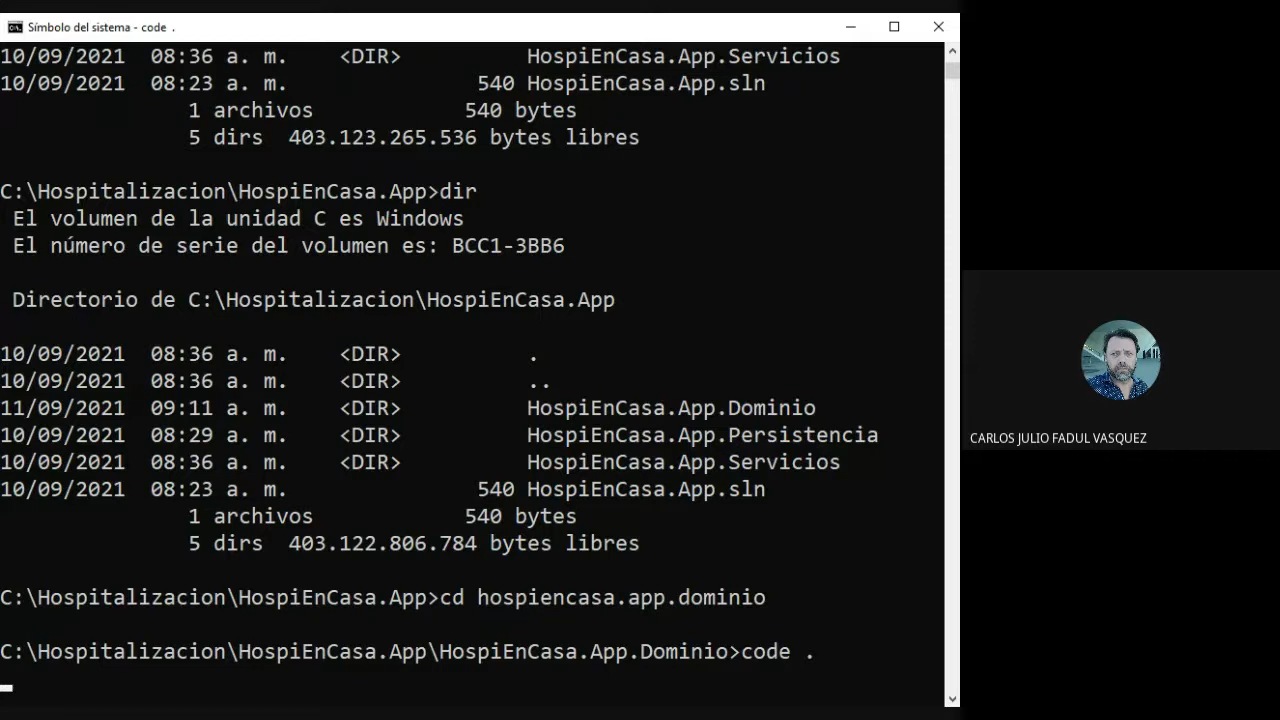 Símbolo del sistema - code .
10/09/2021 08:36 a. m. <DIR> HospiEnCasa.App.Servicios
10/09/2021 08:23 a. m. 540 HospiEnCasa.App.sln
1 archivos 540 bytes
5 dirs 403.123.265.536 bytes libres
C:\Hospitalizacion\HospiEnCasa.App>dir
El volumen de la unidad C es Windows
El número de serie del volumen es: BCC1-3BB6
Directorio de C:\Hospitalizacion\HospiEnCasa.App
10/09/2021 08:36 a. m. <DIR> .
10/09/2021 08:36 a. m. <DIR> ..
11/09/2021 09:11 a. m. <DIR> HospiEnCasa.App.Dominio
10/09/2021 08:29 a. m. <DIR> HospiEnCasa.App.Persistencia
10/09/2021 08:36 a. m. <DIR> HospiEnCasa.App.Servicios
10/09/2021 08:23 a. m. 540 HospiEnCasa.App.sln
1 archivos 540 bytes
5 dirs 403.122.806.784 bytes libres
C:\Hospitalizacion\HospiEnCasa.App>cd hospiencasa.app.dominio
C:\Hospitalizacion\HospiEnCasa.App\HospiEnCasa.App.Dominio>code .
CARLOS JULIO FADUL VASQUEZ